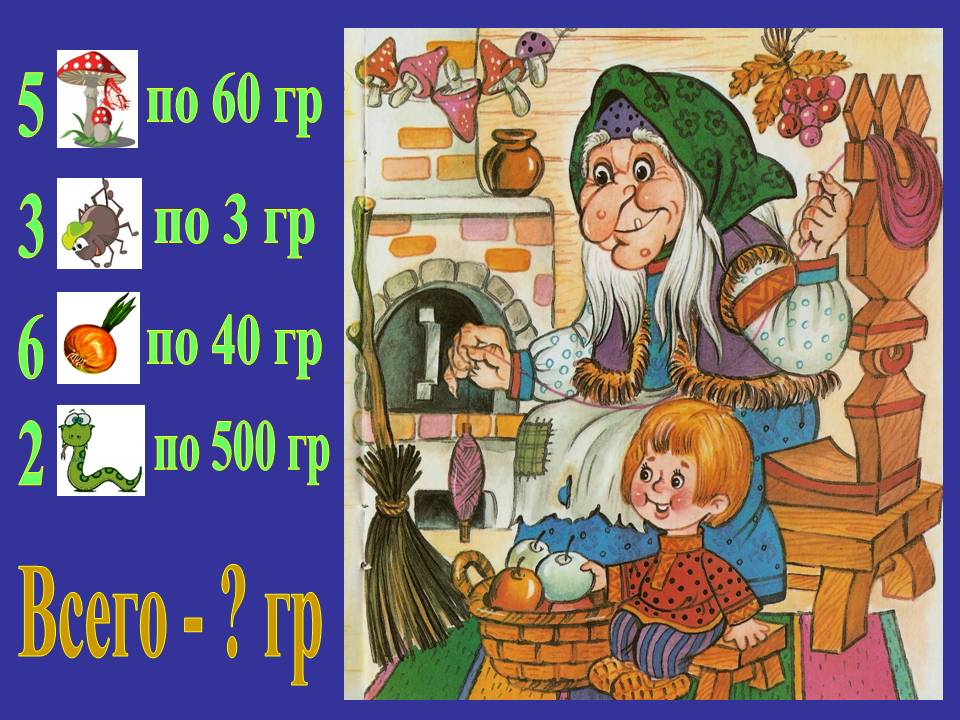 5 по 60 гр
3 по 3 гр
6 по 40 гр
2 по 500 гр
Всего - ? гр